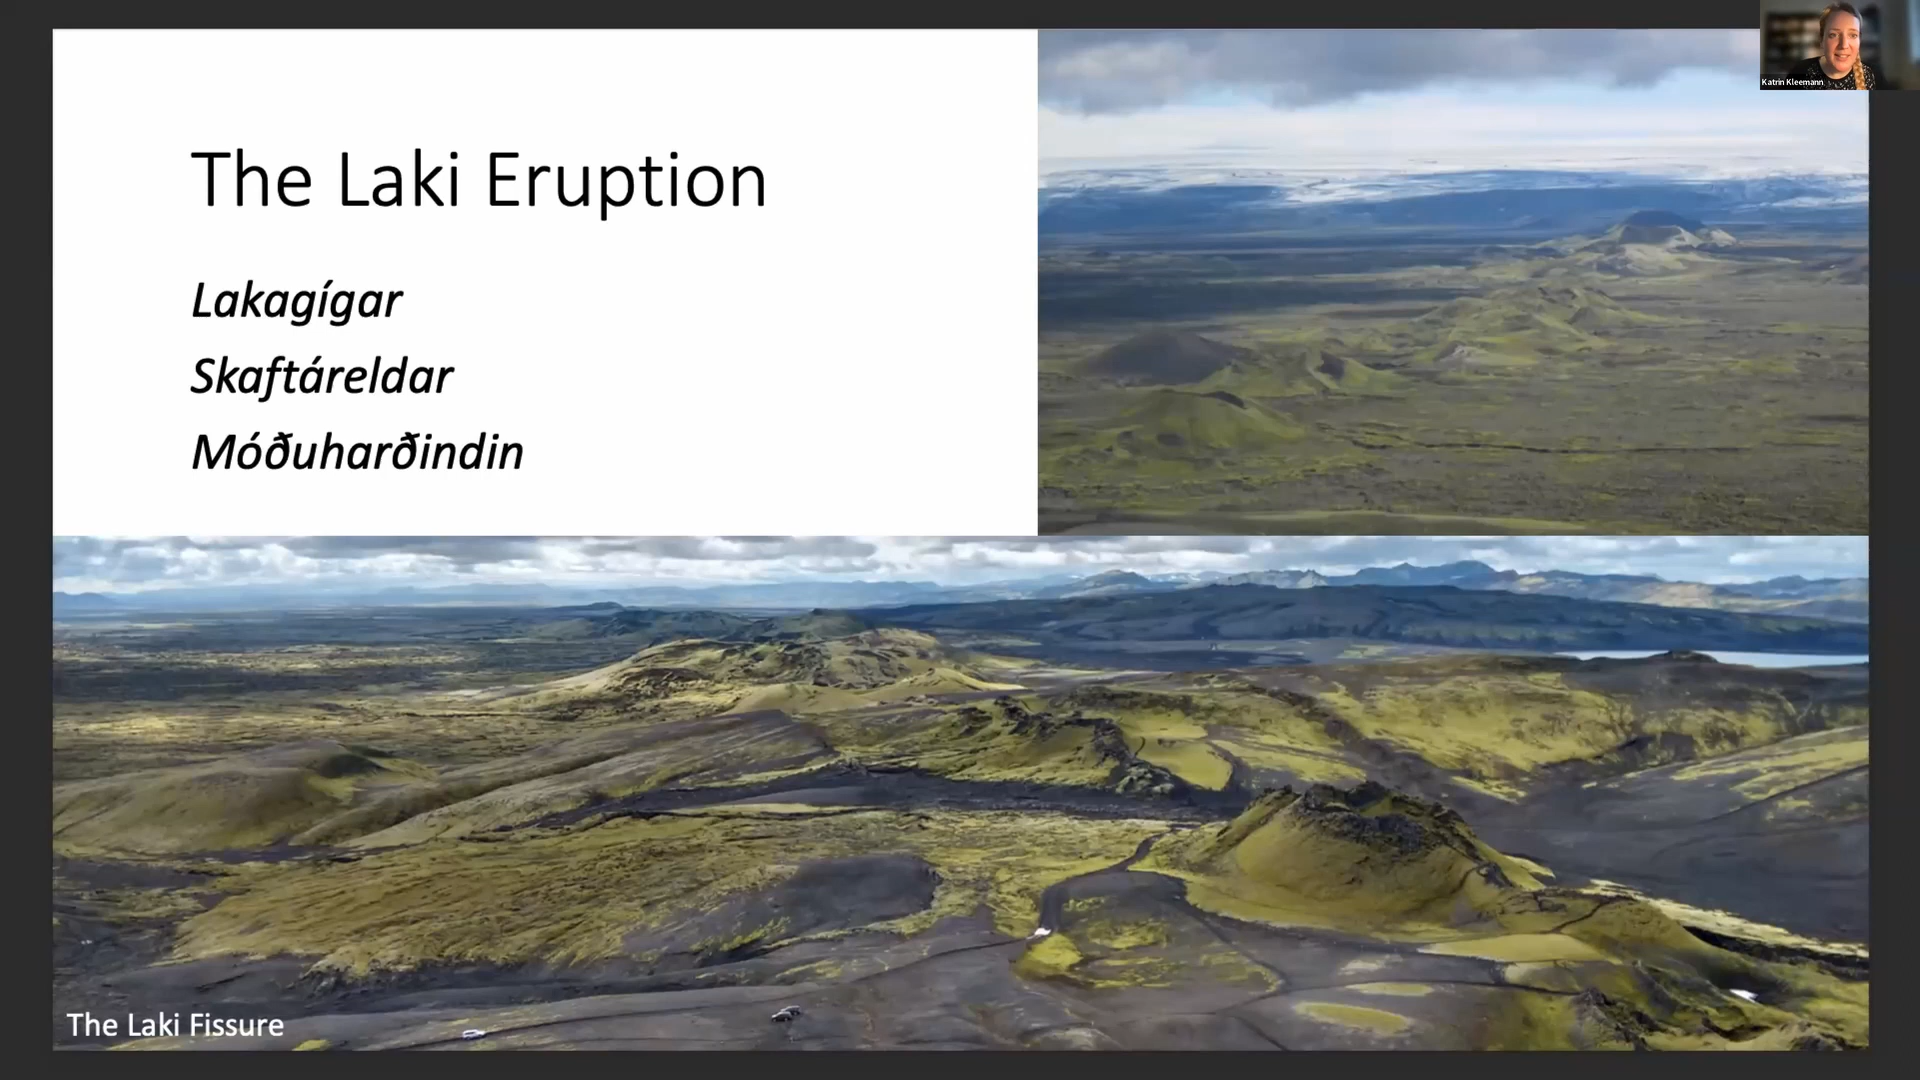 The Laki Eruption
Lakagígar
Skaftáreldar
Móðuharðindin
The Laki Fissure
Katrin Kleemann